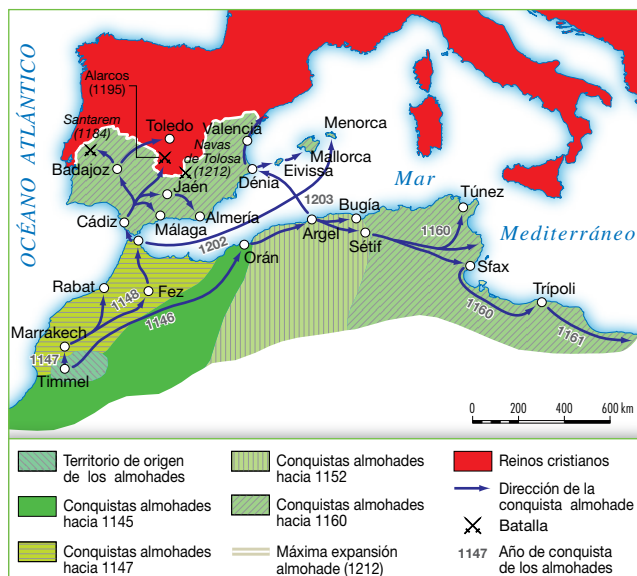 OCÉANO ATLÁNTICO
Alarcos
(1195)
Santarem
(1184)
Toledo
Valencia
Menorca
Navas
de Tolosa
(1212)
Mallorca
Badajoz
Eivissa
Jaén
Dénia
Mar
Mediterráneo
Cádiz
Almería
Málaga
1203
Bugía
Túnez
1202
Argel
1160
Orán
Sétif
Sfax
Rabat
1148
Fez
1146
Trípoli
1160
Marrakech
1161
1147
Timmel
0 200 400 600 km
Territorio de origen
de los almohades
Conquistas almohades
hacia 1145
Conquistas almohades
hacia 1147
Conquistas almohades
hacia 1152
Conquistas almohades
hacia 1160
Máxima expansión
almohade (1212)
Reinos cristianos
Dirección de la
conquista almohade
Batalla
1147 Año de conquista
de los almohades